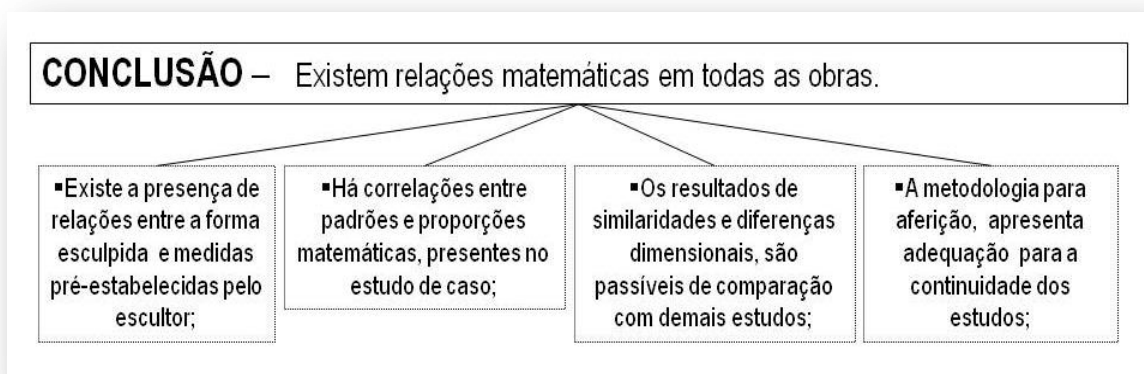 CONCLUSÃO – Existem relações matemáticas em todas as obras.
▪Existe a presença de
relações entre a forma
esculpida e medidas
pré-estabelecidas pelo
escultor;
▪Há correlações entre
padrões e proporções
matemáticas, presentes no
estudo de caso;
▪Os resultados de
similaridades e diferenças
dimensionais, são
passíveis de comparação
com demais estudos;
▪A metodologia para
aferição, apresenta
adequação para a
continuidade dos
estudos;